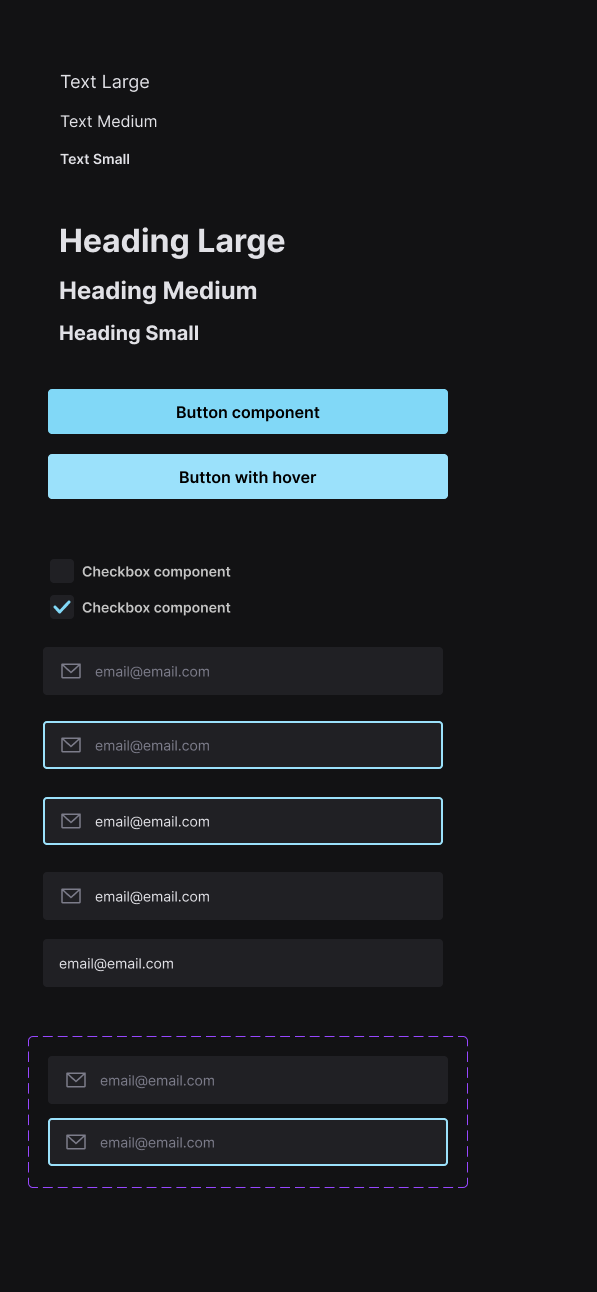 Text Large
Text Medium
Text Small
Heading Large
Heading Medium
Heading Small
Button component
Button with hover
Checkbox component
Checkbox component
email@email.com
email@email.com
email@email.com
email@email.com
email@email.com
email@email.com
email@email.com